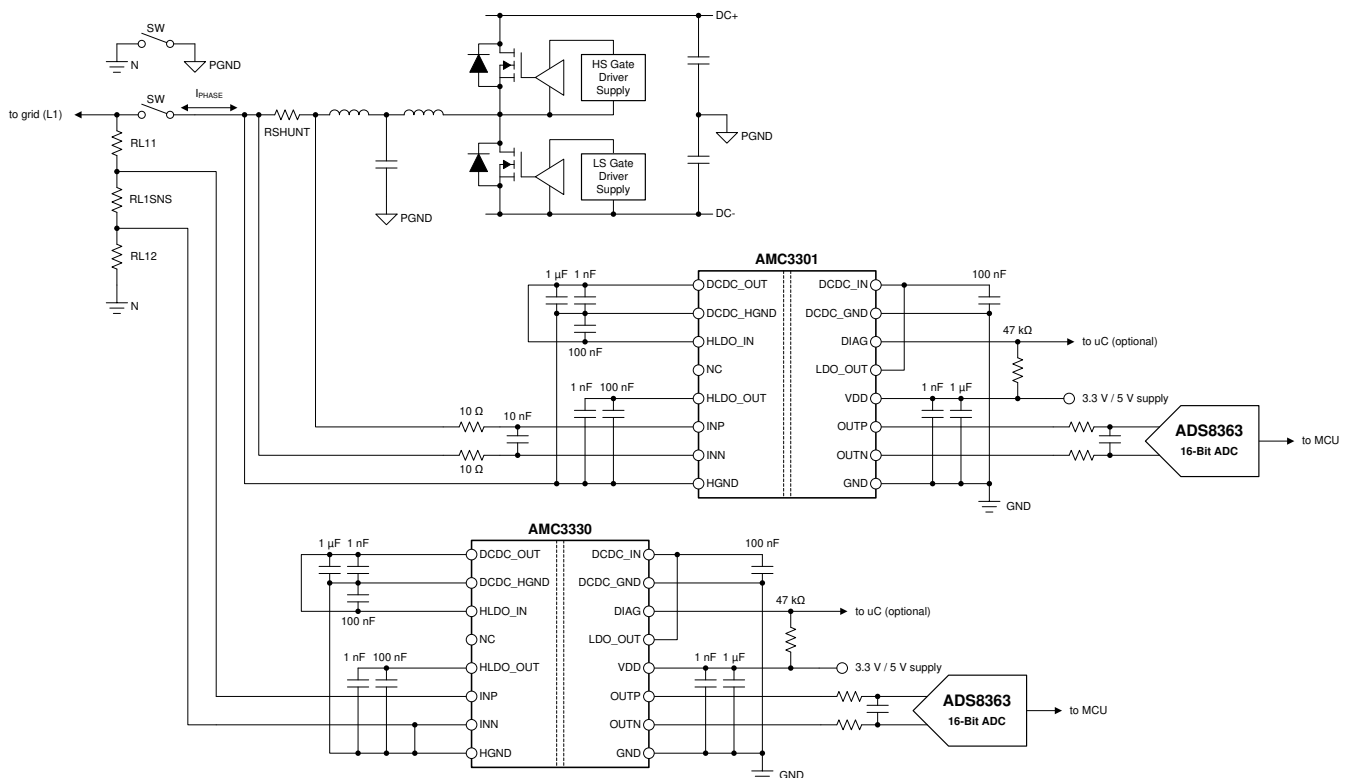 SW
N
PGND
to grid (L1)
SW
IPHASE
RSHUNT
RL11
RL1SNS
RL12
N
PGND
HS Gate
Driver
Supply
LS Gate
Driver
Supply
DC+
PGND
DC-
AMC3301
1 µF 1 nF
100 nF
1 nF 100 nF
10 Ω
10 nF
10 Ω
DCDC_OUT
DCDC_HGND
HLDO_IN
NC
HLDO_OUT
INP
INN
HGND
DCDC_IN
DCDC_GND
DIAG
LDO_OUT
VDD
OUTP
OUTN
GND
100 nF
47 kΩ
to uC (optional)
1 nF 1 µF
3.3 V / 5 V supply
ADS8363
16-Bit ADC
to MCU
GND
AMC3330
1 µF 1 nF
100 nF
1 nF 100 nF
DCDC_OUT
DCDC_HGND
HLDO_IN
NC
HLDO_OUT
INP
INN
HGND
DCDC_IN
DCDC_GND
DIAG
LDO_OUT
VDD
OUTP
OUTN
GND
100 nF
47 kΩ
to uC (optional)
1 nF 1 µF
3.3 V / 5 V supply
ADS8363
16-Bit ADC
to MCU
GND